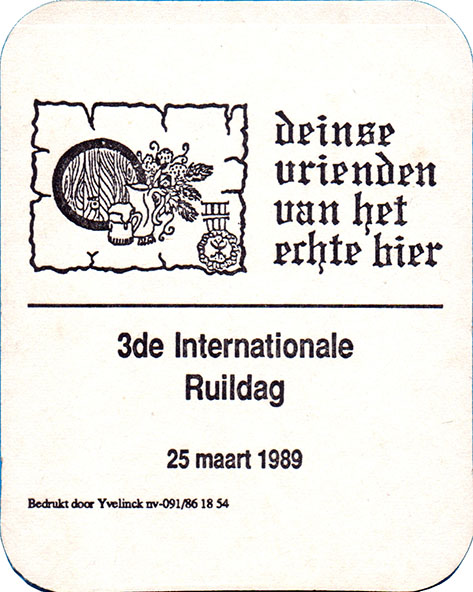 deinse
vrienden
van het
echte bier
3de Internationale
Ruildag
25 maart 1989
Bedrukt door Yvelinck nv-091/86 18 54